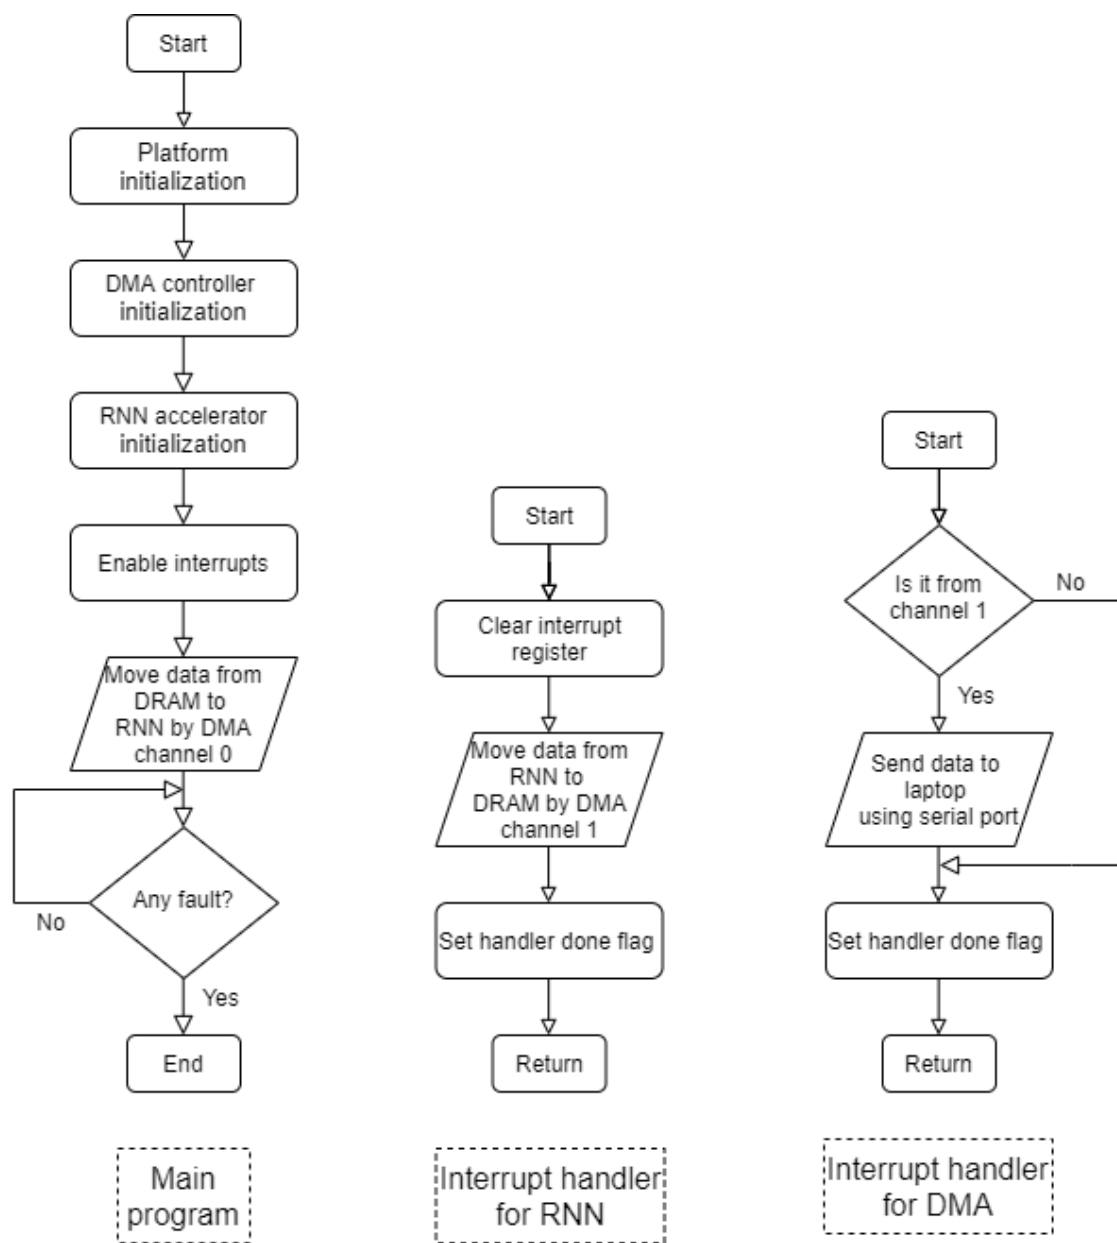 Start
Platform
initialization
DMA controller
initialization
RNN accelerator
initialization
Enable interrupts
Move data from
DRAM to
RNN by DMA
channel 0
Any fault?
No
Yes
End
Main
program
Start
Clear interrupt
register
Move data from
RNN to
DRAM by DMA
channel 1
Set handler done flag
Return
Interrupt handler
for RNN
Start
Is it from
channel 1
No
Yes
Send data to
laptop
using serial port
Set handler done flag
Return
Interrupt handler
for DMA